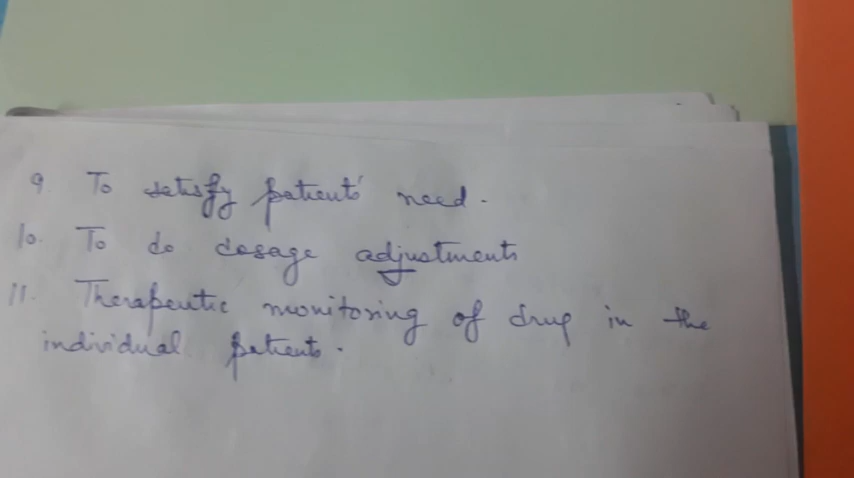 9. To satisfy patients' need.
10. To do dosage adjustments
11. Therapeutic monitoring of drug in the
individual patients.